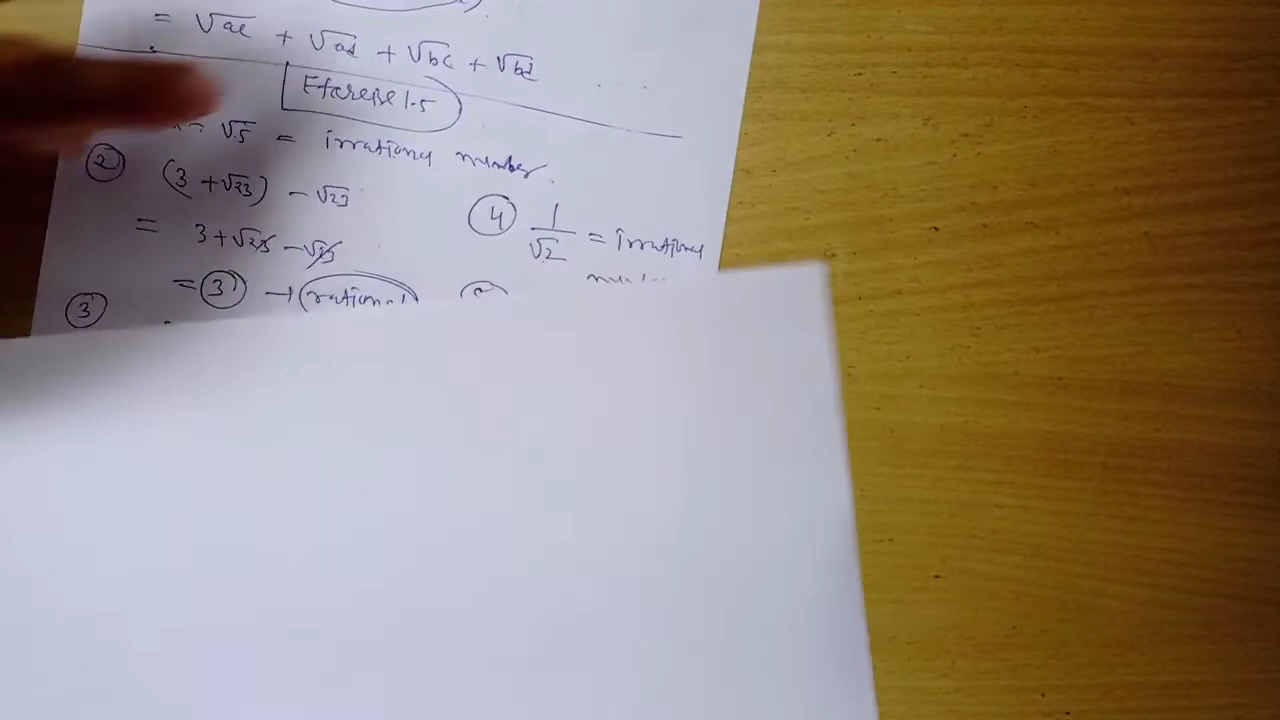 = √ac + √ad + √bc + √bd
Exercise 1.5
- √5 = irrational number.
② (3 + √23) - √23
= 3 + √23 - √23
= ③ → rational
③
④ 1/√2 = irrational